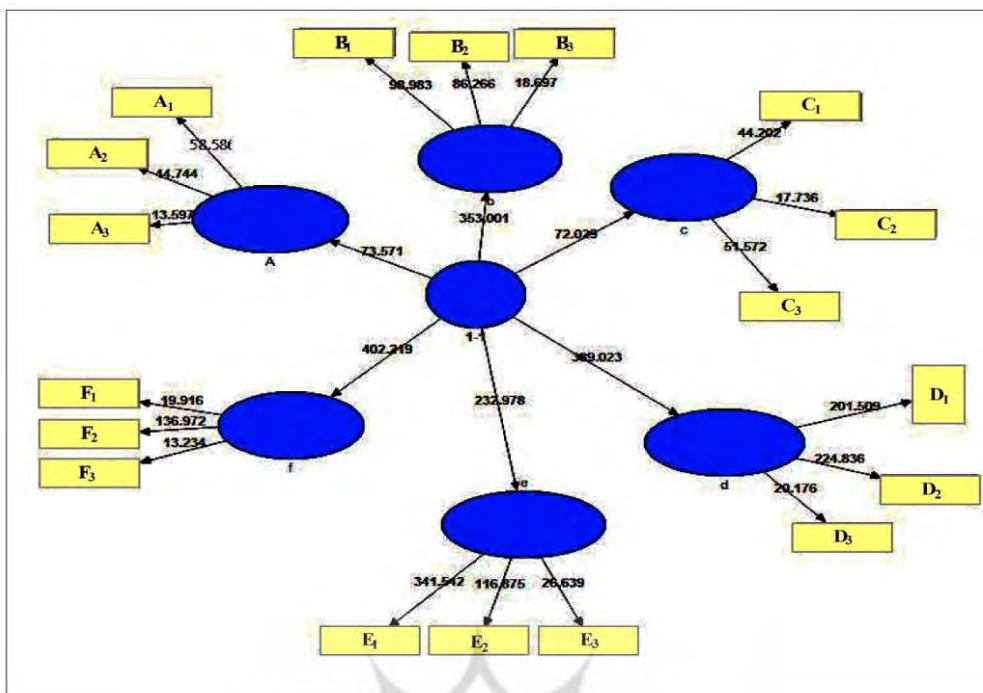 B1
B2
B3
98.983
86.266
18.697
A1
58.586
A2
44.744
A3
13.597
A
b
C1
44.202
C2
17.736
51.572
C3
c
353.001
73.571
72.029
1-1
402.219
232.978
389.023
F1
19.916
F2
136.972
F3
13.234
f
D1
201.509
224.836
D2
20.176
D3
d
e
341.542
116.875
26.639
E1
E2
E3